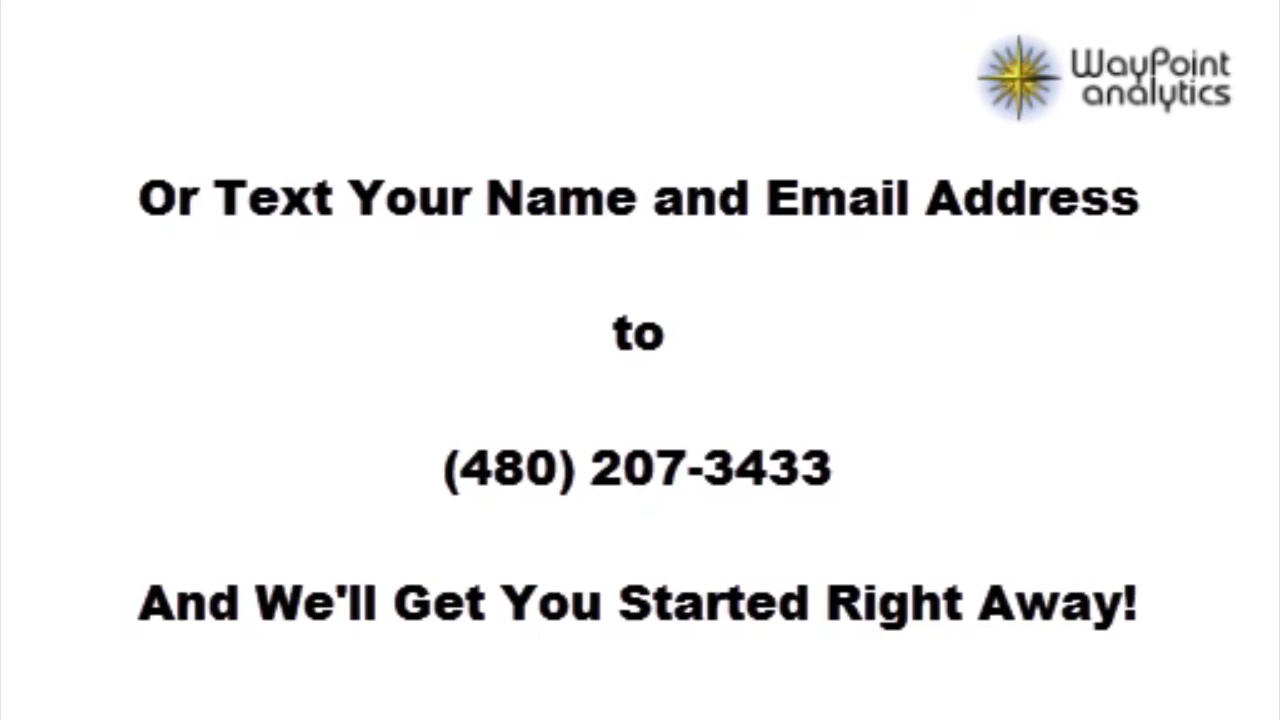 WayPoint
analytics
Or Text Your Name and Email Address
to
(480) 207-3433
And We'll Get You Started Right Away!